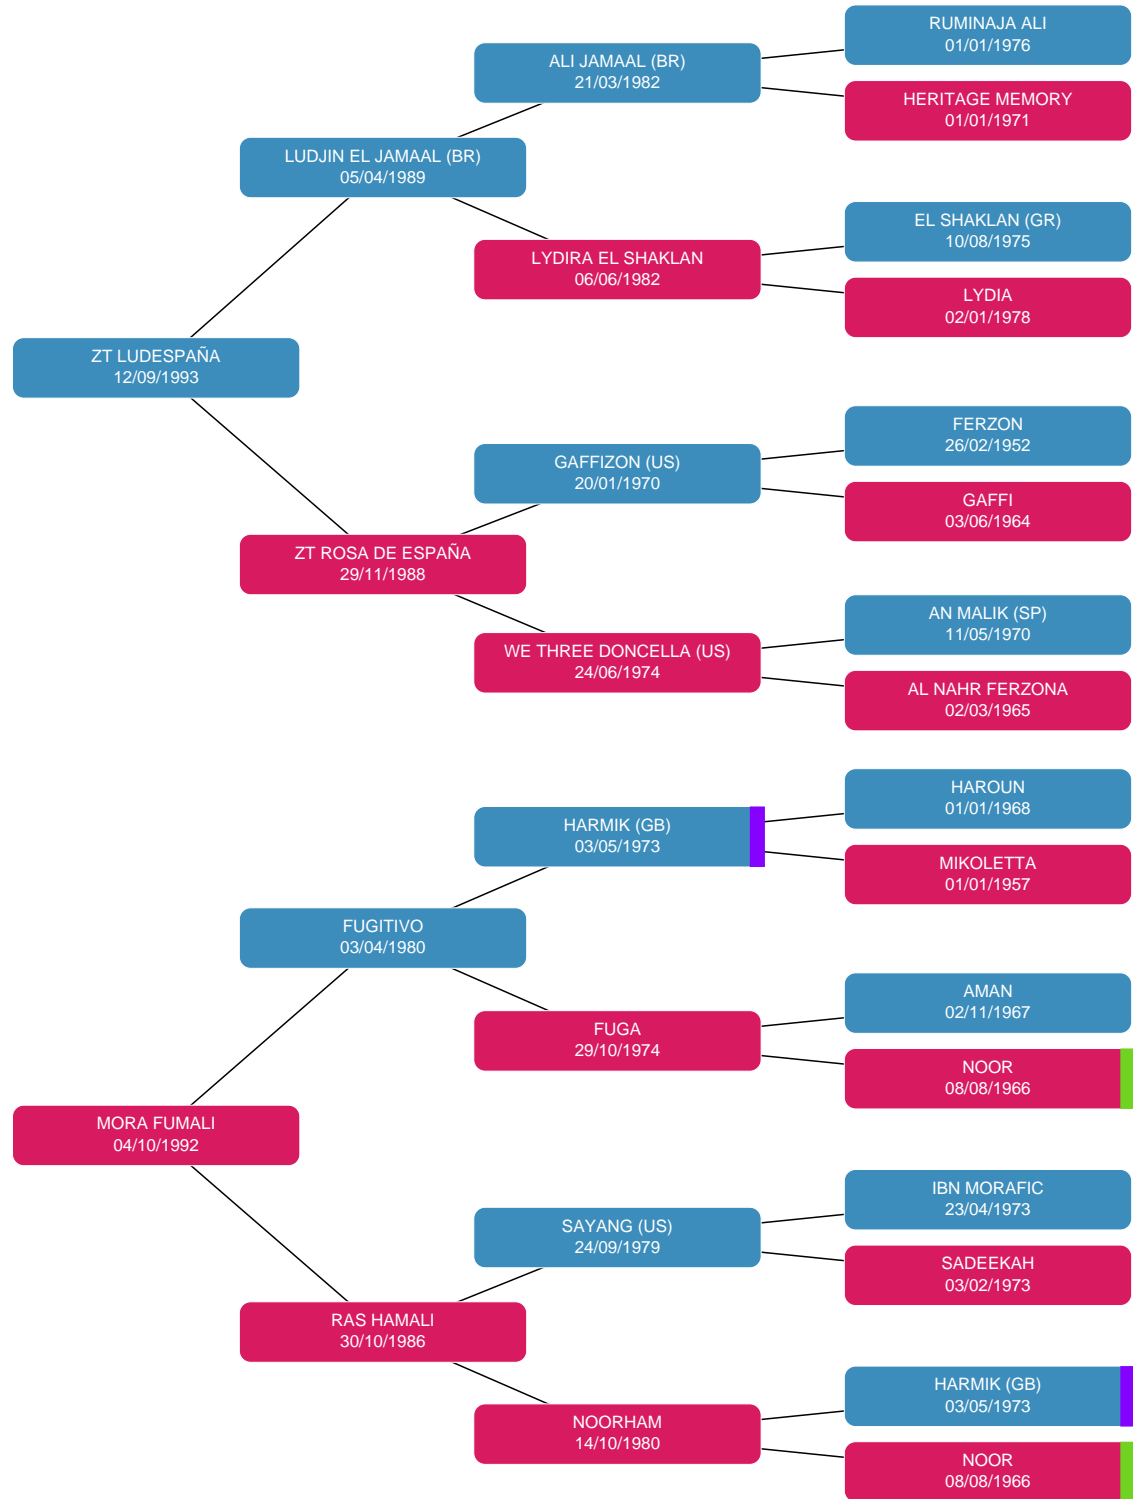 RUMINAJA ALI
01/01/1976
ALI JAMAAL (BR)
21/03/1982
HERITAGE MEMORY
01/01/1971
LUDJIN EL JAMAAL (BR)
05/04/1989
EL SHAKLAN (GR)
10/08/1975
LYDIRA EL SHAKLAN
06/06/1982
LYDIA
02/01/1978
ZT LUDESPAÑA
12/09/1993
FERZON
26/02/1952
GAFFIZON (US)
20/01/1970
GAFFI
03/06/1964
ZT ROSA DE ESPAÑA
29/11/1988
AN MALIK (SP)
11/05/1970
WE THREE DONCELLA (US)
24/06/1974
AL NAHR FERZONA
02/03/1965
HAROUN
01/01/1968
HARMIK (GB)
03/05/1973
MIKOLETTA
01/01/1957
FUGITIVO
03/04/1980
AMAN
02/11/1967
FUGA
29/10/1974
NOOR
08/08/1966
MORA FUMALI
04/10/1992
IBN MORAFIC
23/04/1973
SAYANG (US)
24/09/1979
SADEEKAH
03/02/1973
RAS HAMALI
30/10/1986
HARMIK (GB)
03/05/1973
NOORHAM
14/10/1980
NOOR
08/08/1966